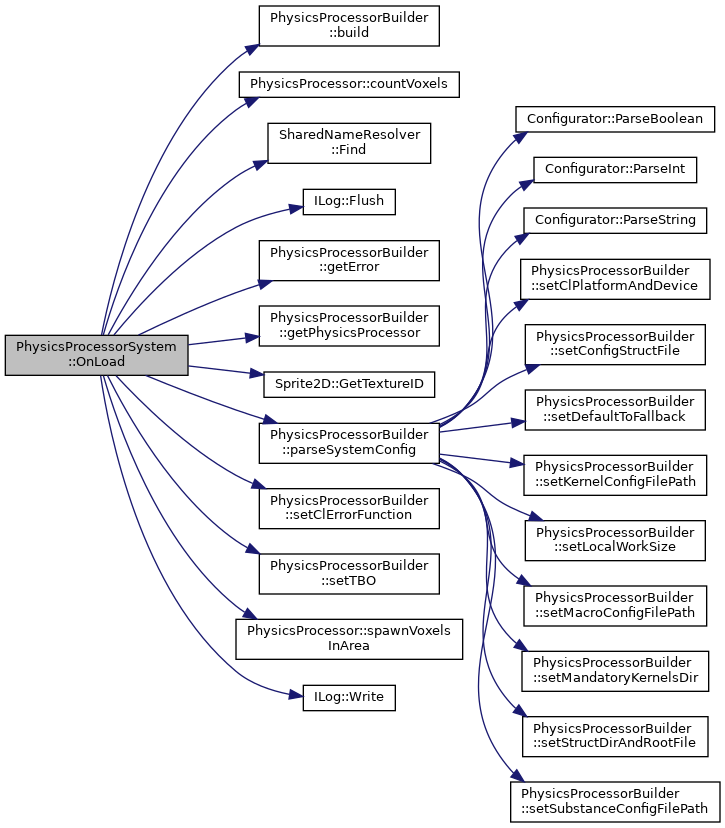 PhysicsProcessorSystem
::OnLoad
PhysicsProcessorBuilder
::build
PhysicsProcessor::countVoxels
SharedNameResolver
::Find
ILog::Flush
PhysicsProcessorBuilder
::getError
PhysicsProcessorBuilder
::getPhysicsProcessor
Sprite2D::GetTextureID
PhysicsProcessorBuilder
::parseSystemConfig
PhysicsProcessorBuilder
::setClErrorFunction
PhysicsProcessorBuilder
::setTBO
PhysicsProcessor::spawnVoxels
InArea
ILog::Write
Configurator::ParseBoolean
Configurator::ParseInt
Configurator::ParseString
PhysicsProcessorBuilder
::setClPlatformAndDevice
PhysicsProcessorBuilder
::setConfigStructFile
PhysicsProcessorBuilder
::setDefaultToFallback
PhysicsProcessorBuilder
::setKernelConfigFilePath
PhysicsProcessorBuilder
::setLocalWorkSize
PhysicsProcessorBuilder
::setMacroConfigFilePath
PhysicsProcessorBuilder
::setMandatoryKernelsDir
PhysicsProcessorBuilder
::setStructDirAndRootFile
PhysicsProcessorBuilder
::setSubstanceConfigFilePath